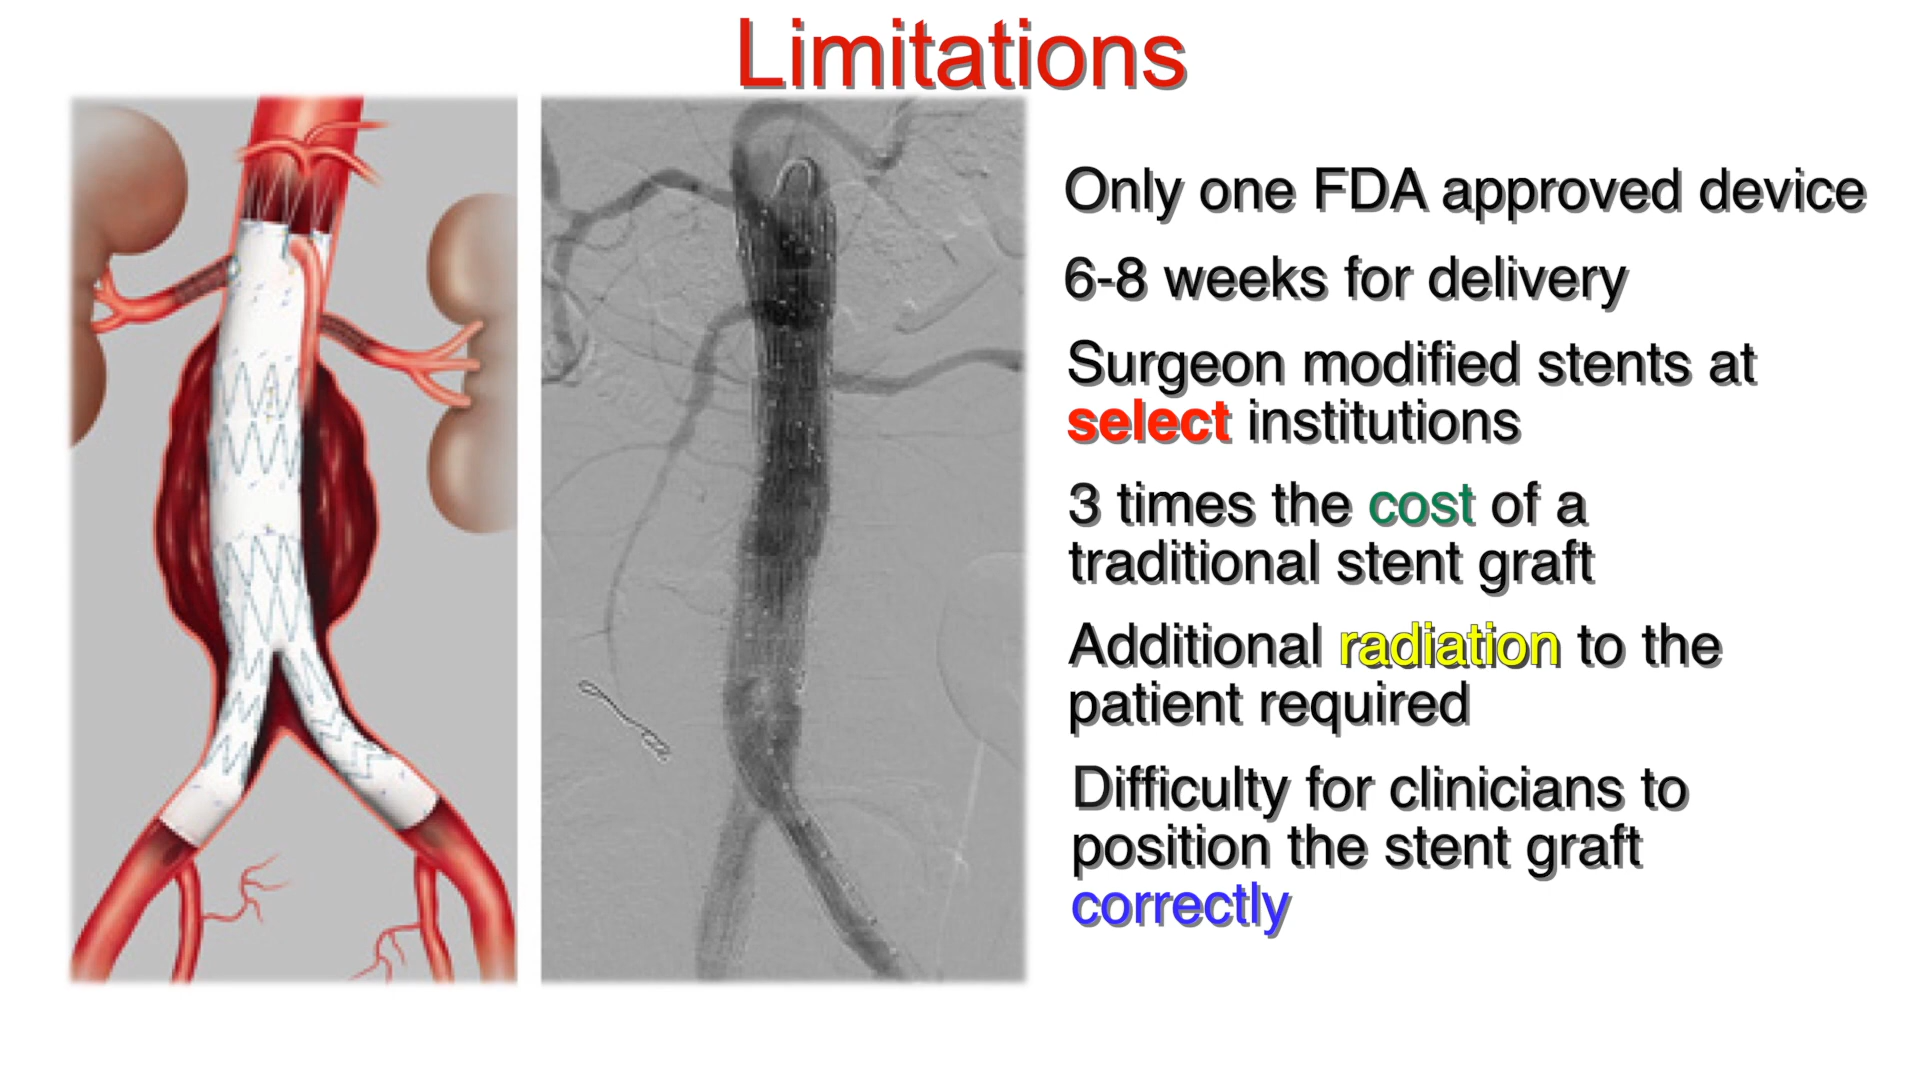 Limitations
Only one FDA approved device
6-8 weeks for delivery
Surgeon modified stents at
select institutions
3 times the cost of a
traditional stent graft
Additional radiation to the
patient required
Difficulty for clinicians to
position the stent graft
correctly